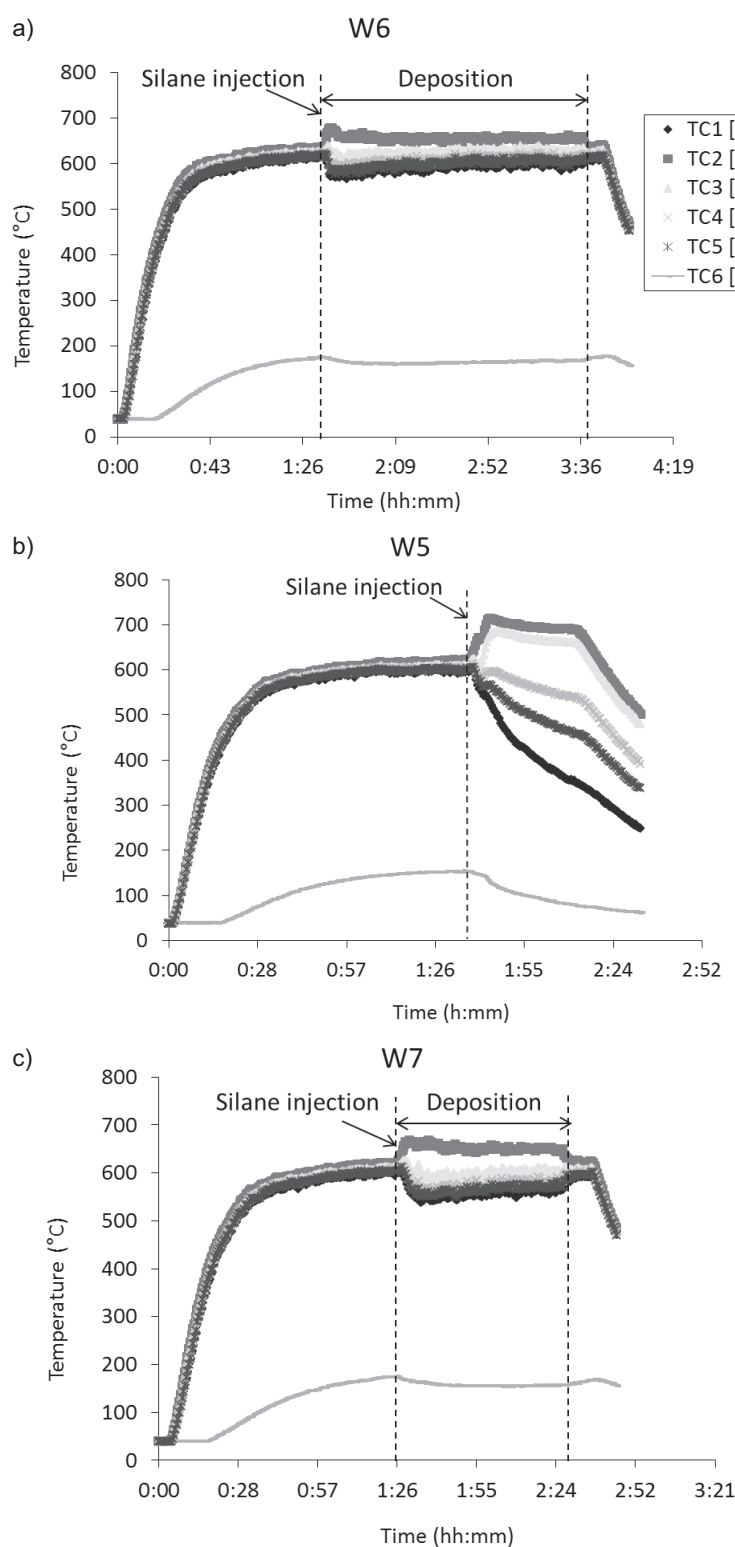 a)
W6
Silane injection
Deposition
800
700
600
500
400
300
200
100
0
Temperature (°C)
0:00 0:43 1:26 2:09 2:52 3:36 4:19
Time (hh:mm)
TC1 [
TC2 [
TC3 [
TC4 [
TC5 [
TC6 [
b)
W5
Silane injection
800
700
600
500
400
300
200
100
0
Temperature (°C)
0:00 0:28 0:57 1:26 1:55 2:24 2:52
Time (h:mm)
c)
W7
Silane injection
Deposition
800
700
600
500
400
300
200
100
0
Temperature (°C)
0:00 0:28 0:57 1:26 1:55 2:24 2:52 3:21
Time (hh:mm)